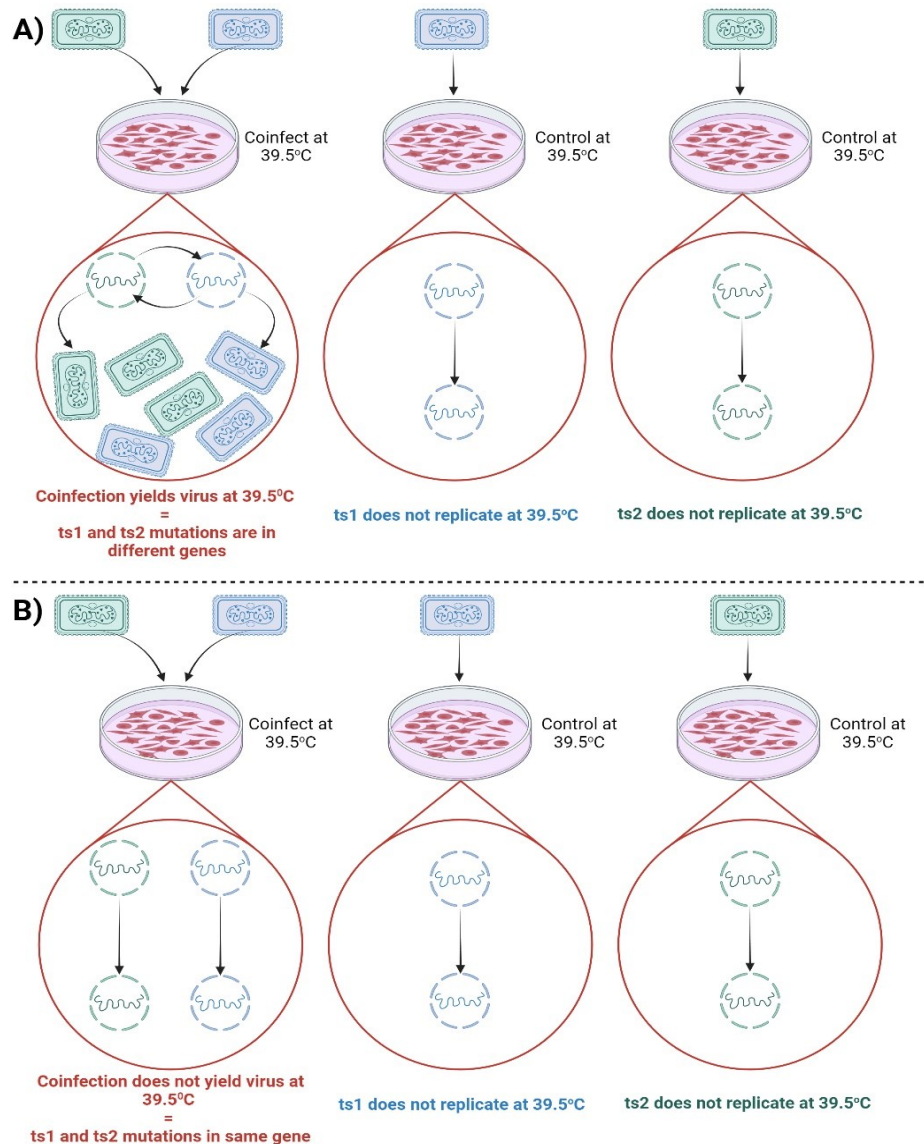 A)
Coinfect at
39.5°C
Control at
39.5°C
Control at
39.5°C
Coinfection yields virus at 39.5⁰C
=
ts1 and ts2 mutations are in
different genes
ts1 does not replicate at 39.5°C
ts2 does not replicate at 39.5°C
B)
Coinfect at
39.5°C
Control at
39.5°C
Control at
39.5°C
Coinfection does not yield virus at
39.5⁰C
=
ts1 and ts2 mutations in same gene
ts1 does not replicate at 39.5°C
ts2 does not replicate at 39.5°C